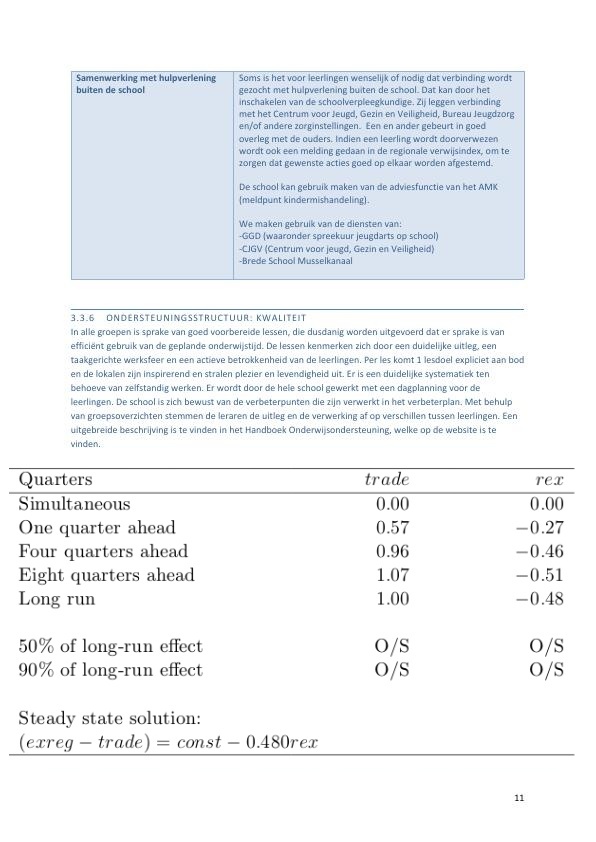 Samenwerking met hulpverlening
buiten de school
Soms is het voor leerlingen wenselijk of nodig dat verbinding wordt
gezocht met hulpverlening buiten de school. Dat kan door het
inschakelen van de schoolverpleegkundige. Zij leggen verbinding
met het Centrum voor Jeugd, Gezin en Veiligheid, Bureau Jeugdzorg
en/of andere zorginstellingen.  Een en ander gebeurt in goed
overleg met de ouders. Indien een leerling wordt doorverwezen
wordt ook een melding gedaan in de regionale verwijsindex, om te
zorgen dat gewenste acties goed op elkaar worden afgestemd.
De school kan gebruik maken van de adviesfunctie van het AMK
(meldpunt kindermishandeling).
We maken gebruik van de diensten van:
-GGD (waaronder spreekuur jeugdarts op school)
-CJGV (Centrum voor jeugd, Gezin en Veiligheid)
-Brede School Musselkanaal
3.3.6 ONDERSTEUNINGSSTRUCTUUR: KWALITEIT
In alle groepen is sprake van goed voorbereide lessen, die dusdanig worden uitgevoerd dat er sprake is van
efficiënt gebruik van de geplande onderwijstijd. De lessen kenmerken zich door een duidelijke uitleg, een
taakgerichte werksfeer en een actieve betrokkenheid van de leerlingen. Per les komt 1 lesdoel expliciet aan bod
en de lokalen zijn inspirerend en stralen plezier en levendigheid uit. Er is een duidelijke systematiek ten
behoeve van zelfstandig werken. Er wordt door de hele school gewerkt met een dagplanning voor de
leerlingen. De school is zich bewust van de verbeterpunten die zijn verwerkt in het verbeterplan. Met behulp
van groepsoverzichten stemmen de leraren de uitleg en de verwerking af op verschillen tussen leerlingen. Een
uitgebreide beschrijving is te vinden in het Handboek Onderwijsondersteuning, welke op de website is te
vinden.
Quarters trade rex
Simultaneous 0.00 0.00
One quarter ahead 0.57 −0.27
Four quarters ahead 0.96 −0.46
Eight quarters ahead 1.07 −0.51
Long run 1.00 −0.48
50% of long-run effect O/S O/S
90% of long-run effect O/S O/S
Steady state solution:
(exreg − trade) = const − 0.480rex
11